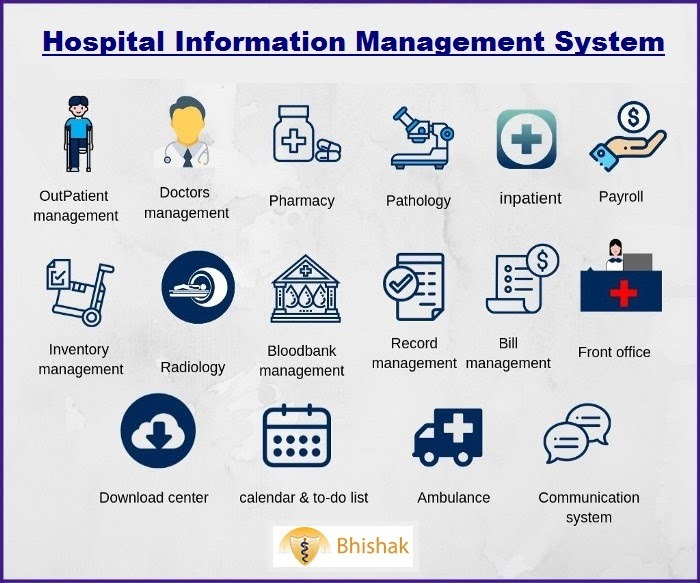 Hospital Information Management System
OutPatient
management
Doctors
management
Pharmacy
Pathology
inpatient
Payroll
Inventory
management
Radiology
Bloodbank
management
Record
management
Bill
management
Front office
Download center
calendar & to-do list
Ambulance
Communication
system
Bhishak